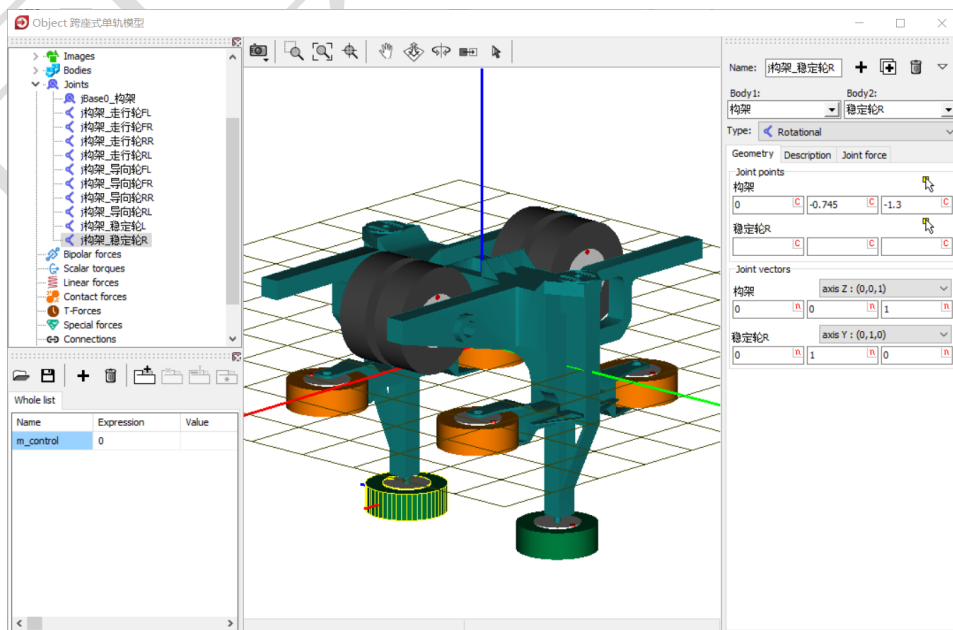 Object 跨座式单轨模型
Images
Bodies
Joints
jBase0_构架
j构架_走行轮FL
j构架_走行轮FR
j构架_走行轮RR
j构架_走行轮RL
j构架_导向轮FL
j构架_导向轮FR
j构架_导向轮RR
j构架_导向轮RL
j构架_稳定轮L
j构架_稳定轮R
Bipolar forces
Scalar torques
Linear forces
Contact forces
T-Forces
Special forces
Connections
Whole list
Name Expression Value
m_control 0
Name: j构架_稳定轮R
Body1: Body2:
构架 稳定轮R
Type: Rotational
Geometry Description Joint force
Joint points
构架
0 C -0.745 C -1.3 C
稳定轮R
C C C
Joint vectors
构架 axis Z : (0,0,1)
0 n 0 n 1 n
稳定轮R axis Y : (0,1,0)
0 n 1 n 0 n